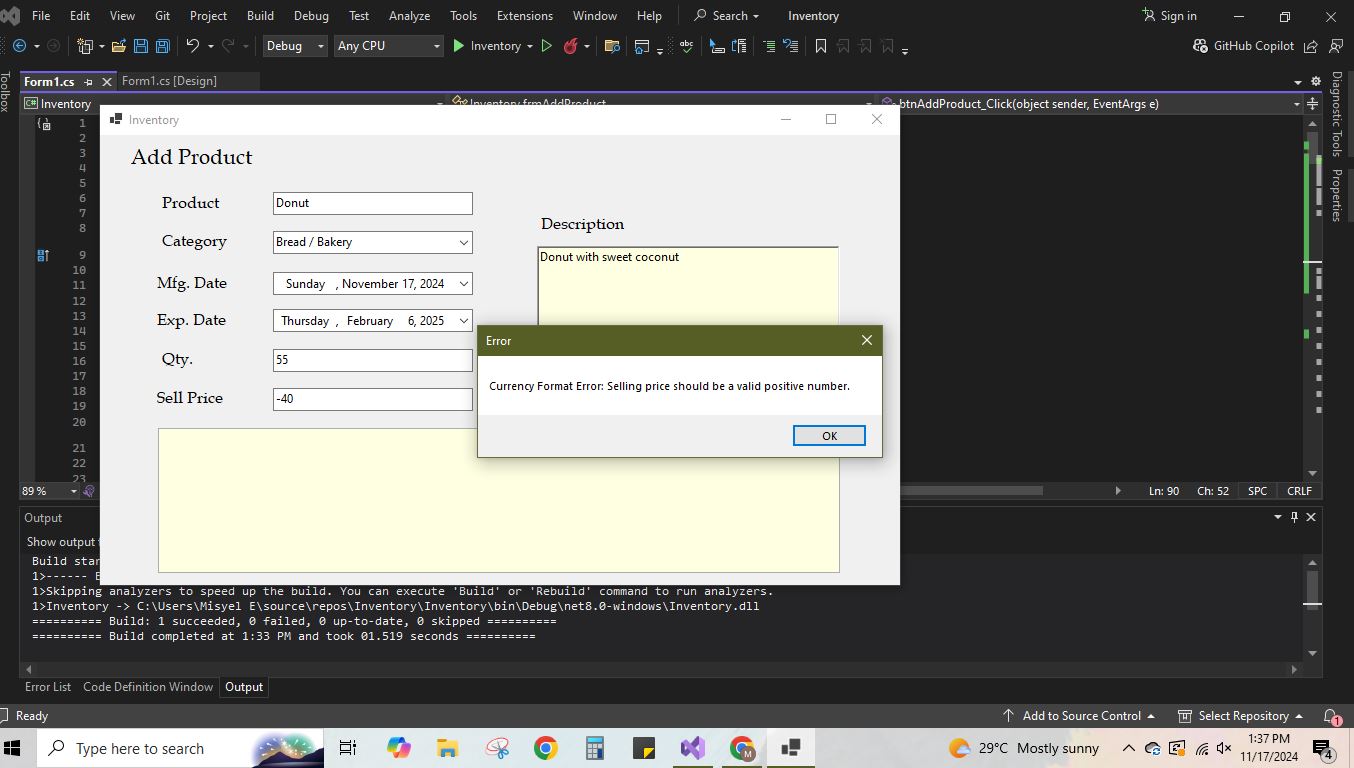 File Edit View Git Project Build Debug Test Analyze Tools Extensions Window Help Search Inventory Sign in
Debug Any CPU Inventory GitHub Copilot
Form1.cs Form1.cs [Design]
Toolbox
C# Inventory Inventory.frmAddProduct btnAddProduct_Click(object sender, EventArgs e)
Diagnostic Tools
Properties
1
2
3
4
5
6
7
8
9
10
11
12
13
14
15
16
17
18
19
20
21
22
23
Inventory
Add Product
Product Donut
Category Bread / Bakery
Mfg. Date Sunday , November 17, 2024
Exp. Date Thursday , February 6, 2025
Qty. 55
Sell Price -40
Description
Donut with sweet coconut
Error
Currency Format Error: Selling price should be a valid positive number.
OK
89 % Ln: 90 Ch: 52 SPC CRLF
Output
Show output
Build star
1>------
1>Skipping analyzers to speed up the build. You can execute 'Build' or 'Rebuild' command to run analyzers.
1>Inventory -> C:\Users\Misyel E\source\repos\Inventory\Inventory\bin\Debug\net8.0-windows\Inventory.dll
========== Build: 1 succeeded, 0 failed, 0 up-to-date, 0 skipped ==========
========== Build completed at 1:33 PM and took 01.519 seconds ==========
Error List Code Definition Window Output
Ready Add to Source Control Select Repository 1
Type here to search M 29°C Mostly sunny 1:37 PM
11/17/2024 4